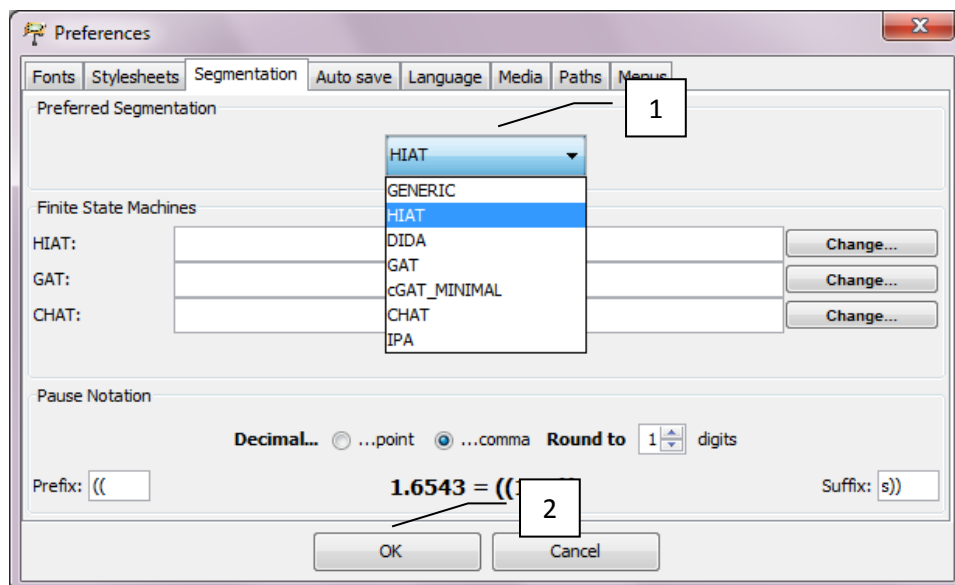 Preferences
Fonts Stylesheets Segmentation Auto save Language Media Paths
Preferred Segmentation
1
HIAT
GENERIC
HIAT
DIDA
GAT
cGAT_MINIMAL
CHAT
IPA
Finite State Machines
HIAT: Change...
GAT: Change...
CHAT: Change...
Pause Notation
Decimal... ...point ...comma Round to 1 digits
Prefix: (( 1.6543 = (( Suffix: s))
2
OK Cancel